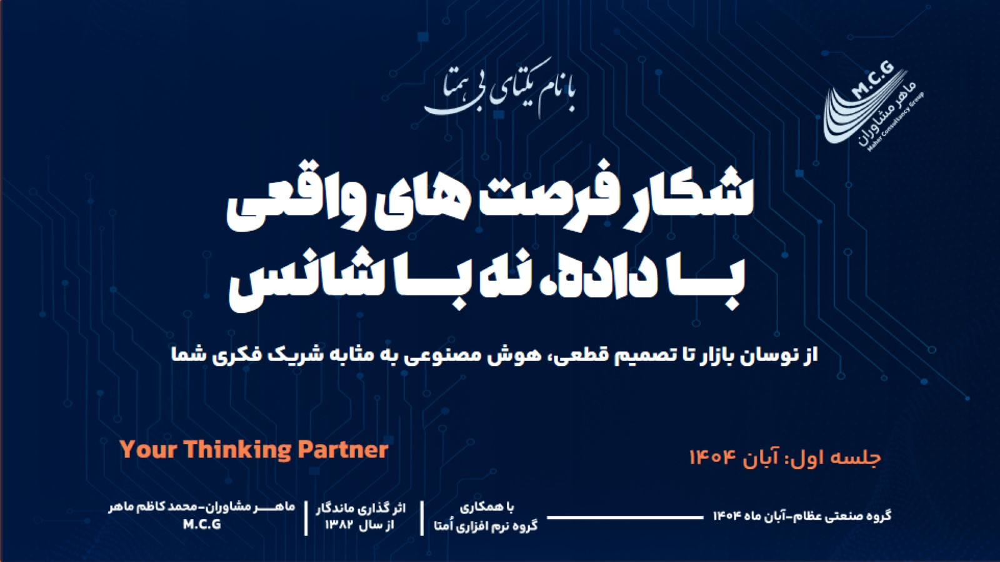 با نام یکتای بی همتا
M.C.G
ماهر مشاوران
Maher Consultancy Group
شکار فرصت های واقعی
بـــا داده، نه بـــا شانس
از نوسان بازار تا تصمیم قطعی، هوش مصنوعی به مثابه شریک فکری شما
جلسه اول: آبان ۱۴۰۴
Your Thinking Partner
گروه صنعتی عظام-آبان ماه ۱۴۰۴
با همکاری
گروه نرم افزاری اُمتا
اثر گذاری ماندگار
از سال ۱۳۸۲
ماهـــر مشاوران-محمد کاظم ماهر
M.C.G